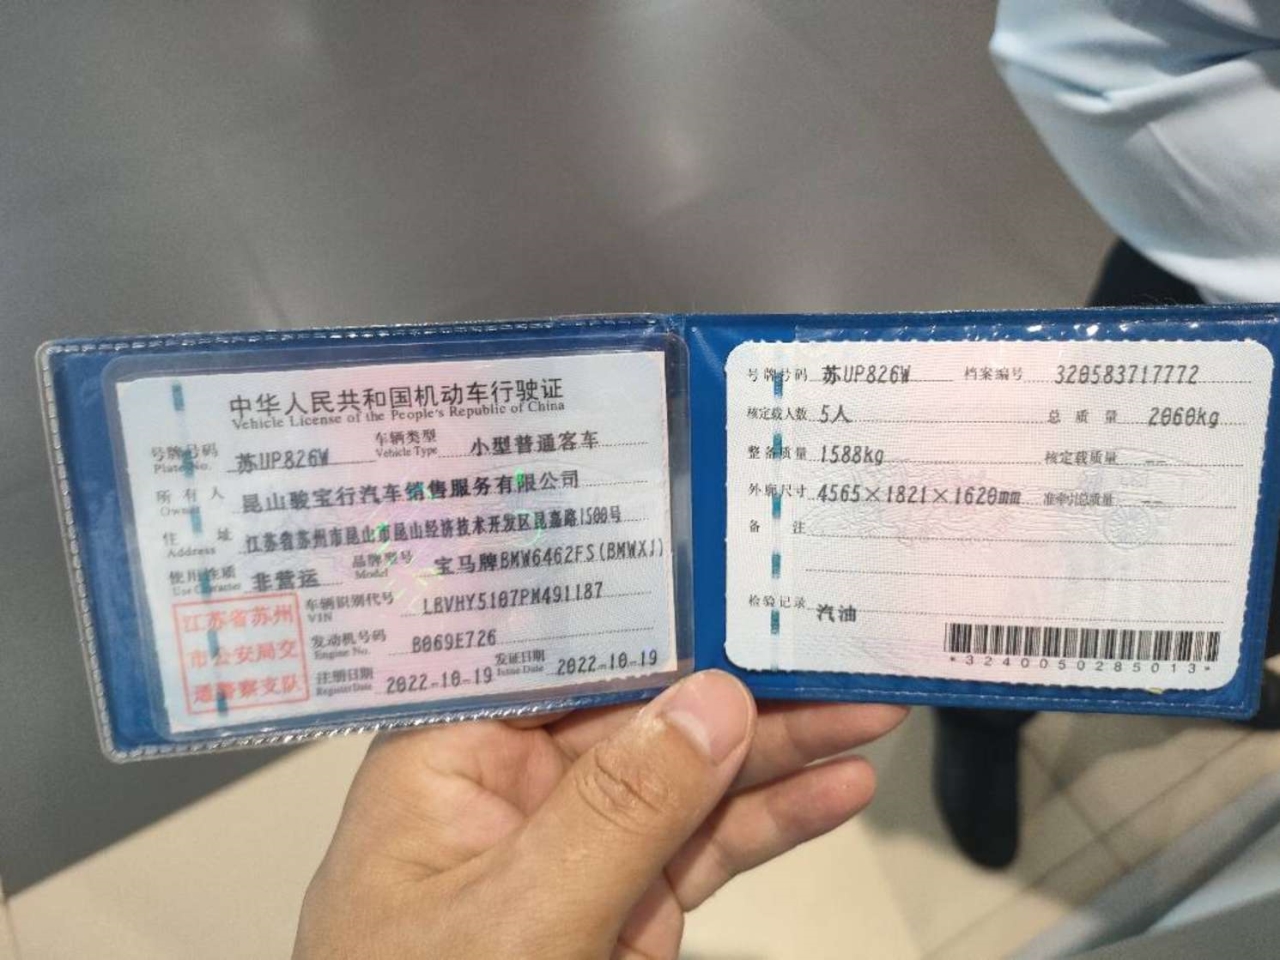 中华人民共和国机动车行驶证
Vehicle License of the People's Republic of China
号牌号码 苏UP826W 车辆类型 小型普通客车
Plate No. Vehicle Type
所有人 昆山骏宝行汽车销售服务有限公司
Owner
住址 江苏省苏州市昆山市昆山经济技术开发区昆嘉路1500号
Address
使用性质 非营运 品牌型号 宝马牌BMW6462FS(BMWX1)
Use Character Model
江苏省苏州
市公安局交
通警察支队
车辆识别代号 LBVHY5107PM491187
VIN
发动机号码 B069E726
Engine No.
注册日期 2022-10-19 发证日期 2022-10-19
Register Date Issue Date
号牌号码 苏UP826W 档案编号 320583717772
核定载人数 5人 总质量 2060kg
整备质量 1588kg 核定载质量 --
外廓尺寸 4565×1821×1620mm 准牵引总质量 --
备注
检验记录 汽油
*3240050285013*